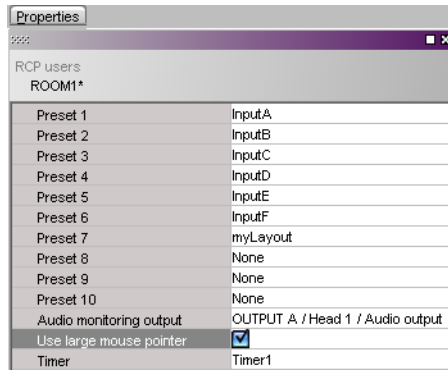 Properties
RCP users
ROOM1*
Preset 1 InputA
Preset 2 InputB
Preset 3 InputC
Preset 4 InputD
Preset 5 InputE
Preset 6 InputF
Preset 7 myLayout
Preset 8 None
Preset 9 None
Preset 10 None
Audio monitoring output OUTPUT A / Head 1 / Audio output
Use large mouse pointer
Timer Timer1